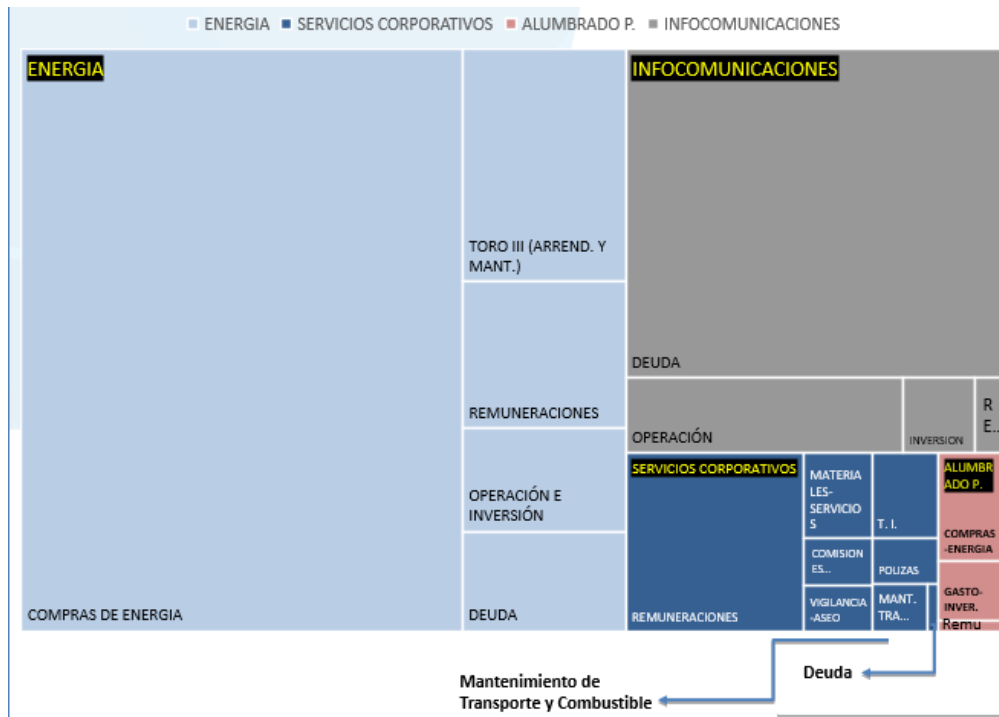 ENERGIA SERVICIOS CORPORATIVOS ALUMBRADO P. INFOCOMUNICACIONES
ENERGIA
COMPRAS DE ENERGIA
TORO III (ARREND. Y
MANT.)
REMUNERACIONES
OPERACIÓN E
INVERSIÓN
DEUDA
INFOCOMUNICACIONES
DEUDA
OPERACIÓN
INVERSION
R
E..
SERVICIOS CORPORATIVOS
REMUNERACIONES
MATERIA
LES-
SERVICIO
S
COMISION
ES...
VIGILANCIA
-ASEO
T. I.
POLIZAS
MANT.
TRA...
ALUMBR
ADO P.
COMPRAS
-ENERGIA
GASTO-
INVER.
Remu
Mantenimiento de
Transporte y Combustible
Deuda